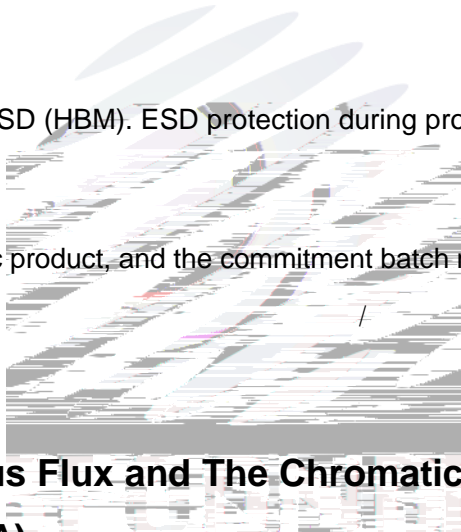 SD (HBM). ESD protection during pro
product, and the commitment batch
/
us Flux and The Chromatic
A)